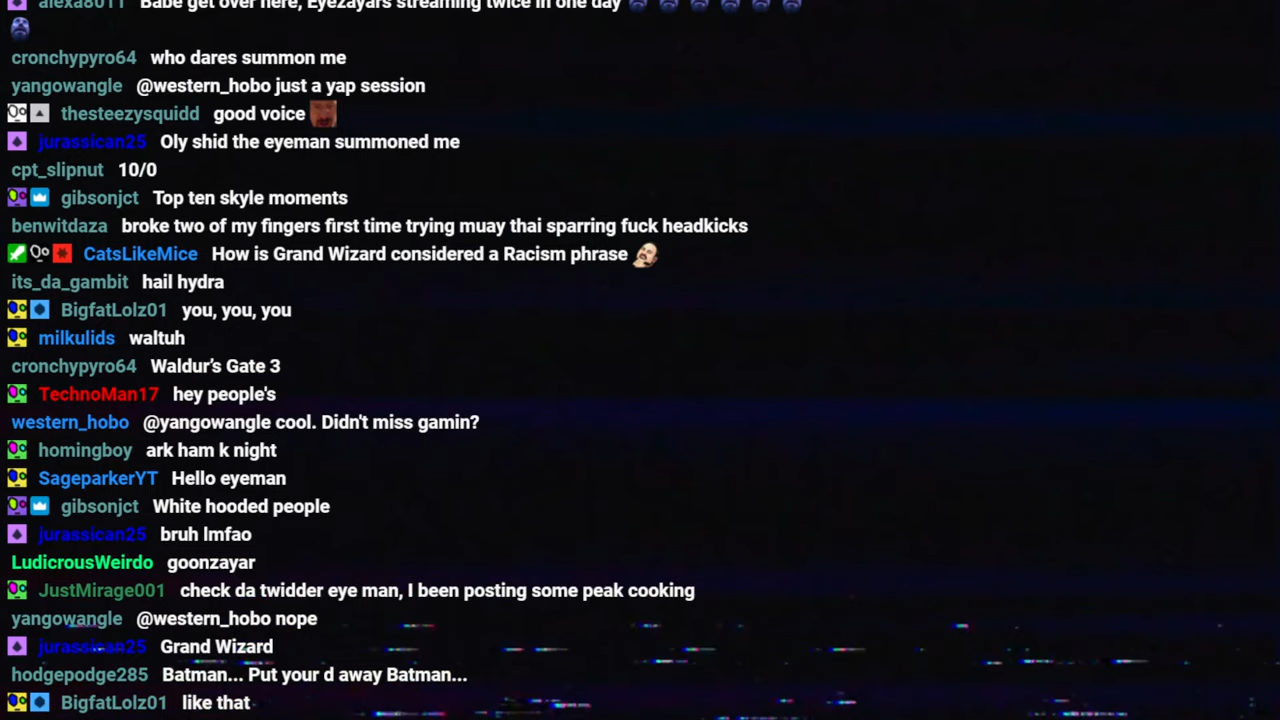 alexa8011 Babe get over here, Eyezayars streaming twice in one day
cronchypyro64 who dares summon me
yangowangle @western_hobo just a yap session
thesteezysquidd good voice
jurassican25 Oly shid the eyeman summoned me
cpt_slipnut 10/0
gibsonjct Top ten skyle moments
benwitdaza broke two of my fingers first time trying muay thai sparring fuck headkicks
CatsLikeMice How is Grand Wizard considered a Racism phrase
its_da_gambit hail hydra
BigfatLolz01 you, you, you
milkulids waltuh
cronchypyro64 Waldur's Gate 3
TechnoMan17 hey people's
western_hobo @yangowangle cool. Didn't miss gamin?
homingboy ark ham k night
SageparkerYT Hello eyeman
gibsonjct White hooded people
jurassican25 bruh lmfao
LudicrousWeirdo goonzayar
JustMirage001 check da twidder eye man, I been posting some peak cooking
yangowangle @western_hobo nope
jurassican25 Grand Wizard
hodgepodge285 Batman... Put your d away Batman...
BigfatLolz01 like that